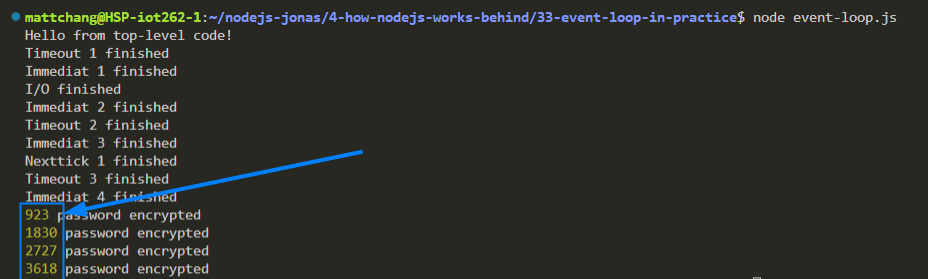 mattchang@HSP-iot262-1:~/nodejs-jonas/4-how-nodejs-works-behind/33-event-loop-in-practice$ node event-loop.js
Hello from top-level code!
Timeout 1 finished
Immediat 1 finished
I/O finished
Immediat 2 finished
Timeout 2 finished
Immediat 3 finished
Nexttick 1 finished
Timeout 3 finished
Immediat 4 finished
923 password encrypted
1830 password encrypted
2727 password encrypted
3618 password encrypted